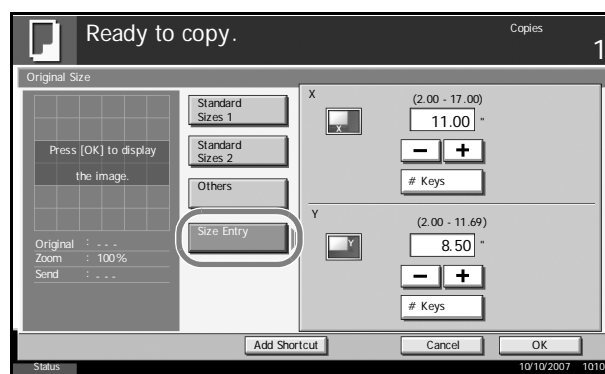 Ready to copy.
Copies
1
Original Size
Press [OK] to display
the image.
Original : - - -
Zoom : 100%
Send : - - -
Standard
Sizes 1
Standard
Sizes 2
Others
Size Entry
X
(2.00 - 17.00)
X
11.00 "
− +
# Keys
Y
(2.00 - 11.69)
Y
8.50 "
− +
# Keys
Add Shortcut
Cancel
OK
Status
10/10/2007 1010